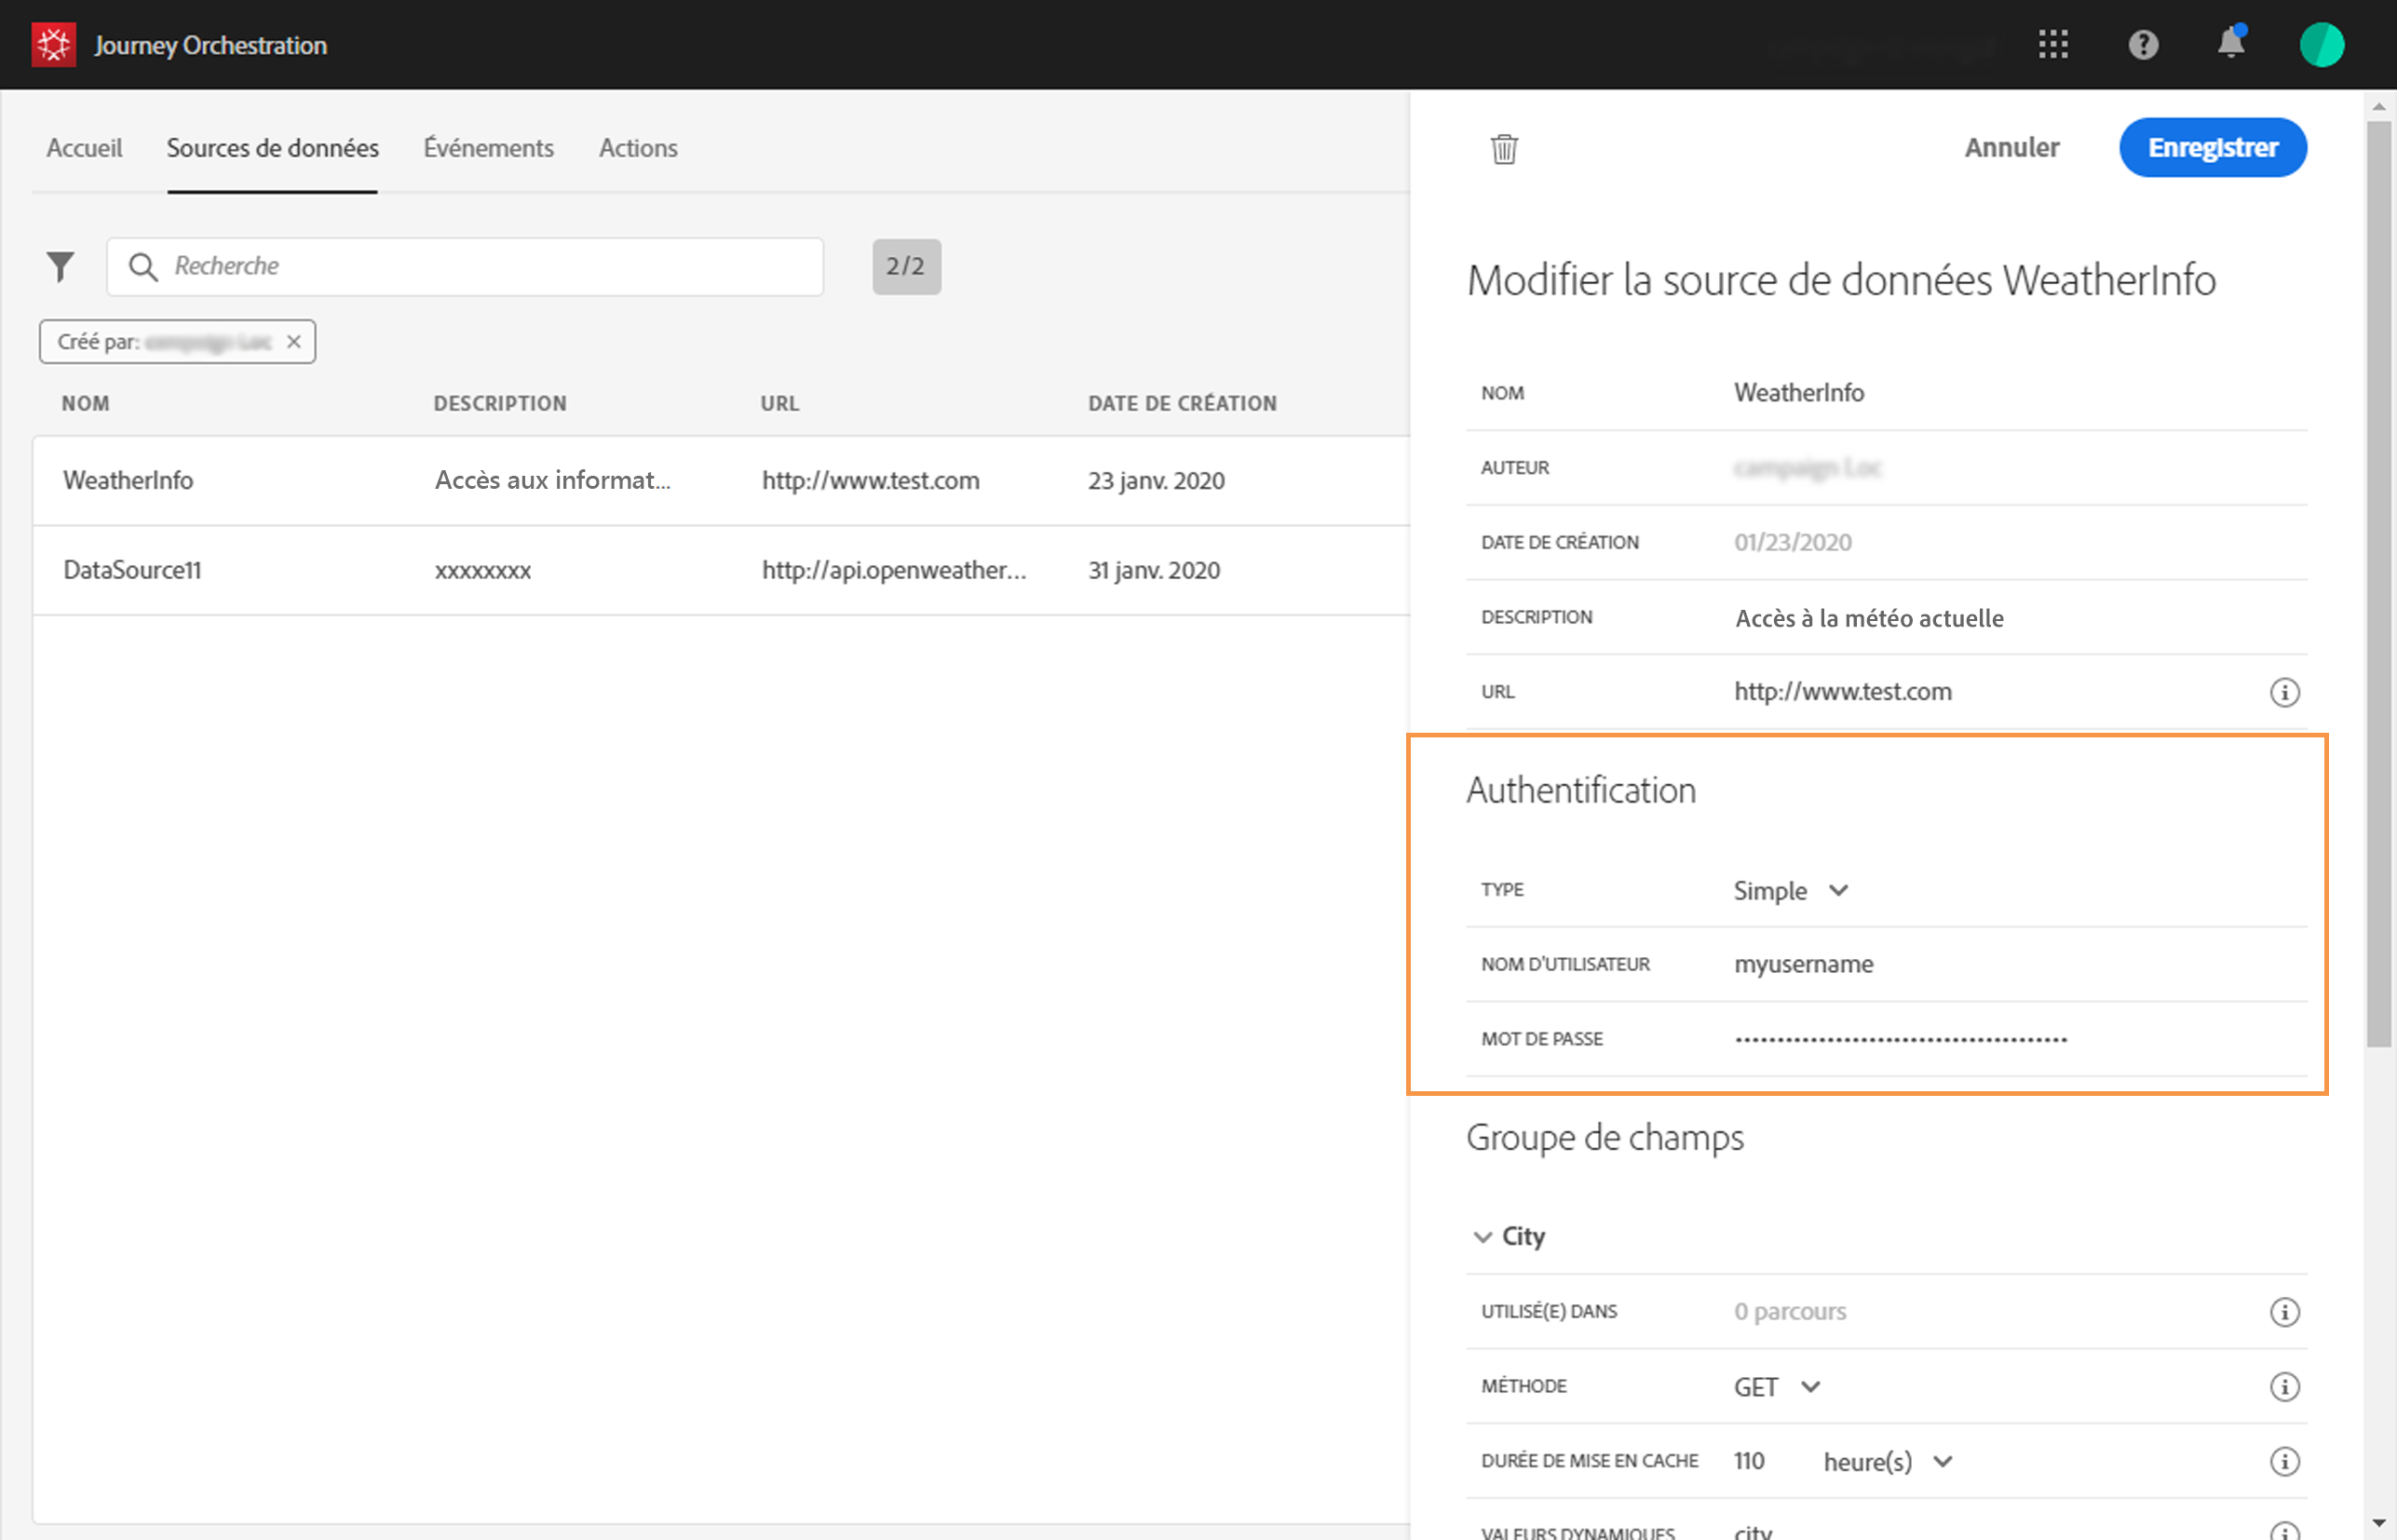 Journey Orchestration
Accueil Sources de données Événements Actions
Recherche
2/2
Créé par:
NOM DESCRIPTION URL DATE DE CRÉATION
WeatherInfo Accès aux informat... http://www.test.com 23 janv. 2020
DataSource11 xxxxxxxx http://api.openweather... 31 janv. 2020
Annuler Enregistrer
Modifier la source de données WeatherInfo
NOM WeatherInfo
AUTEUR
DATE DE CRÉATION 01/23/2020
DESCRIPTION Accès à la météo actuelle
URL http://www.test.com
Authentification
TYPE Simple
NOM D'UTILISATEUR myusername
MOT DE PASSE
Groupe de champs
City
UTILISÉ(E) DANS 0 parcours
MÉTHODE GET
DURÉE DE MISE EN CACHE 110 heure(s)
VALEURS DYNAMIQUES city